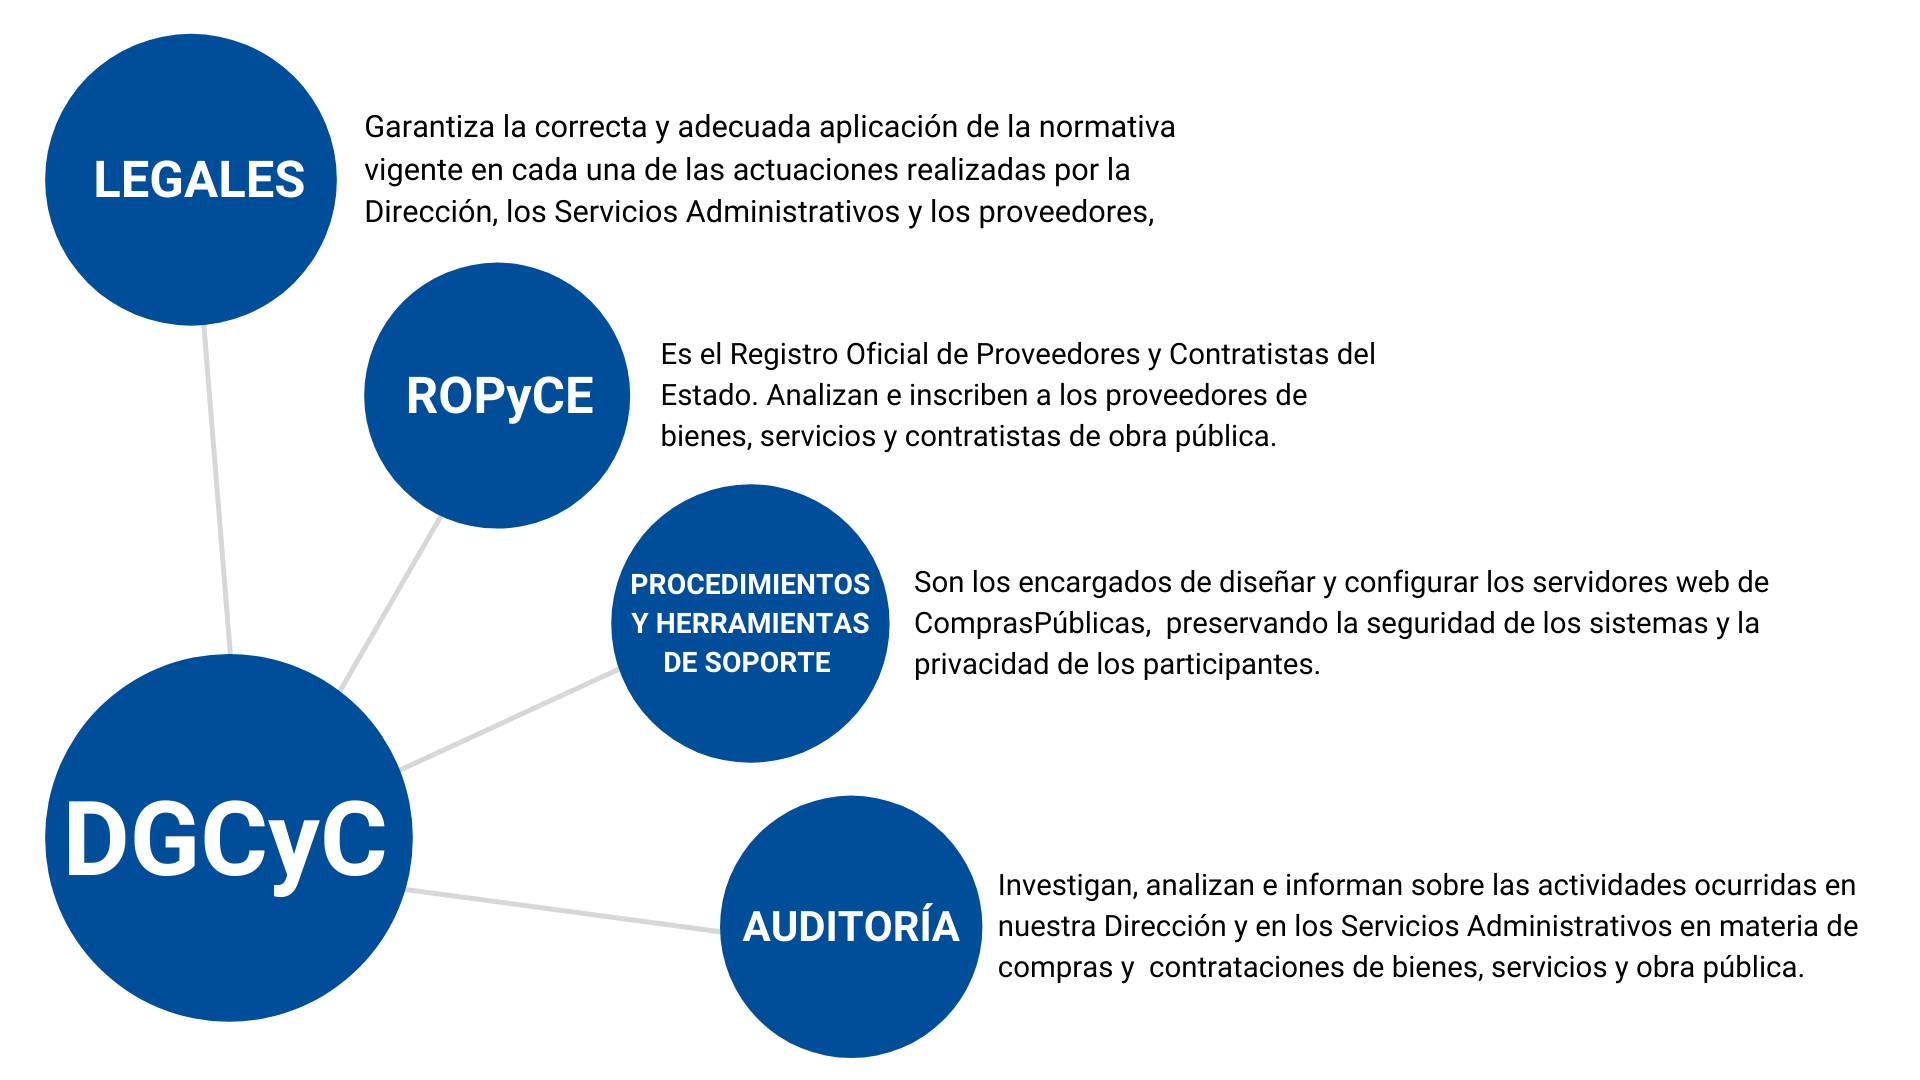 LEGALES
Garantiza la correcta y adecuada aplicación de la normativa
vigente en cada una de las actuaciones realizadas por la
Dirección, los Servicios Administrativos y los proveedores,
ROPyCE
Es el Registro Oficial de Proveedores y Contratistas del
Estado. Analizan e inscriben a los proveedores de
bienes, servicios y contratistas de obra pública.
PROCEDIMIENTOS
Y HERRAMIENTAS
DE SOPORTE
Son los encargados de diseñar y configurar los servidores web de
ComprasPúblicas,  preservando la seguridad de los sistemas y la
privacidad de los participantes.
DGCyC
AUDITORÍA
Investigan, analizan e informan sobre las actividades ocurridas en
nuestra Dirección y en los Servicios Administrativos en materia de
compras y  contrataciones de bienes, servicios y obra pública.